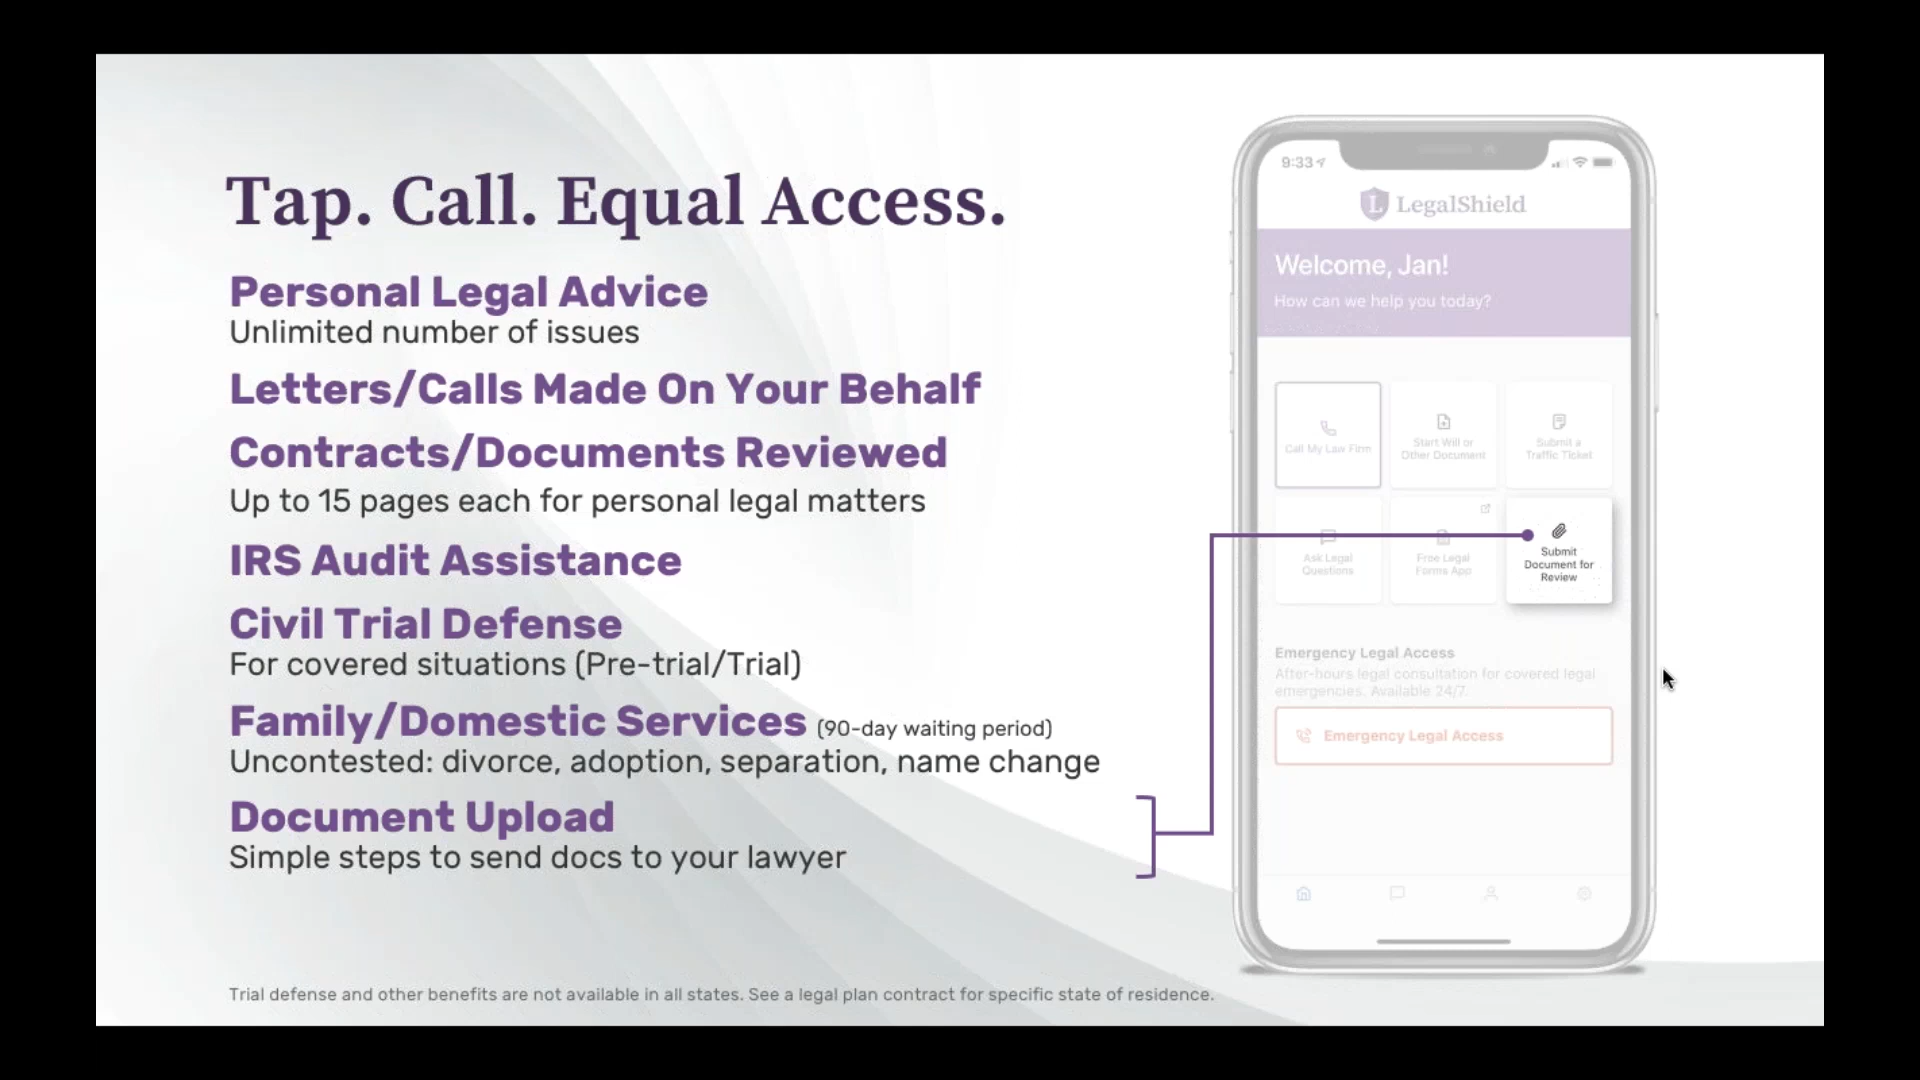 Tap. Call. Equal Access.
Personal Legal Advice
Unlimited number of issues
Letters/Calls Made On Your Behalf
Contracts/Documents Reviewed
Up to 15 pages each for personal legal matters
IRS Audit Assistance
Civil Trial Defense
For covered situations (Pre-trial/Trial)
Family/Domestic Services (90-day waiting period)
Uncontested: divorce, adoption, separation, name change
Document Upload
Simple steps to send docs to your lawyer
Trial defense and other benefits are not available in all states. See a legal plan contract for specific state of residence.
9:33
L LegalShield
Welcome, Jan!
How can we help you today?
Call My Law Firm
Start Will or
Other Document
Submit a
Traffic Ticket
Ask Legal
Questions
Free Legal
Forms App
Submit
Document for
Review
Emergency Legal Access
After-hours legal consultation for covered legal
emergencies. Available 24/7.
Emergency Legal Access